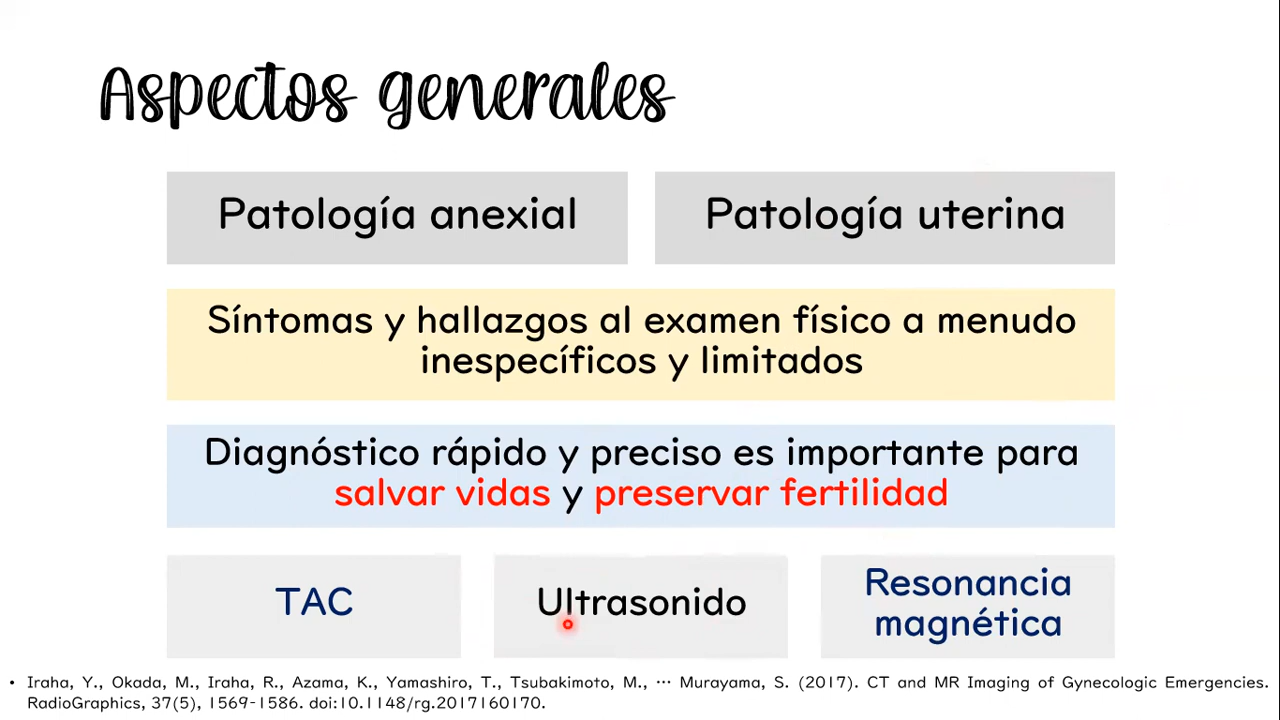 Aspectos generales
Patología anexial
Patología uterina
Síntomas y hallazgos al examen físico a menudo
inespecíficos y limitados
Diagnóstico rápido y preciso es importante para
salvar vidas y preservar fertilidad
TAC
Ultrasonido
Resonancia
magnética
• Iraha, Y., Okada, M., Iraha, R., Azama, K., Yamashiro, T., Tsubakimoto, M., ··· Murayama, S. (2017). CT and MR Imaging of Gynecologic Emergencies.
RadioGraphics, 37(5), 1569-1586. doi:10.1148/rg.2017160170.